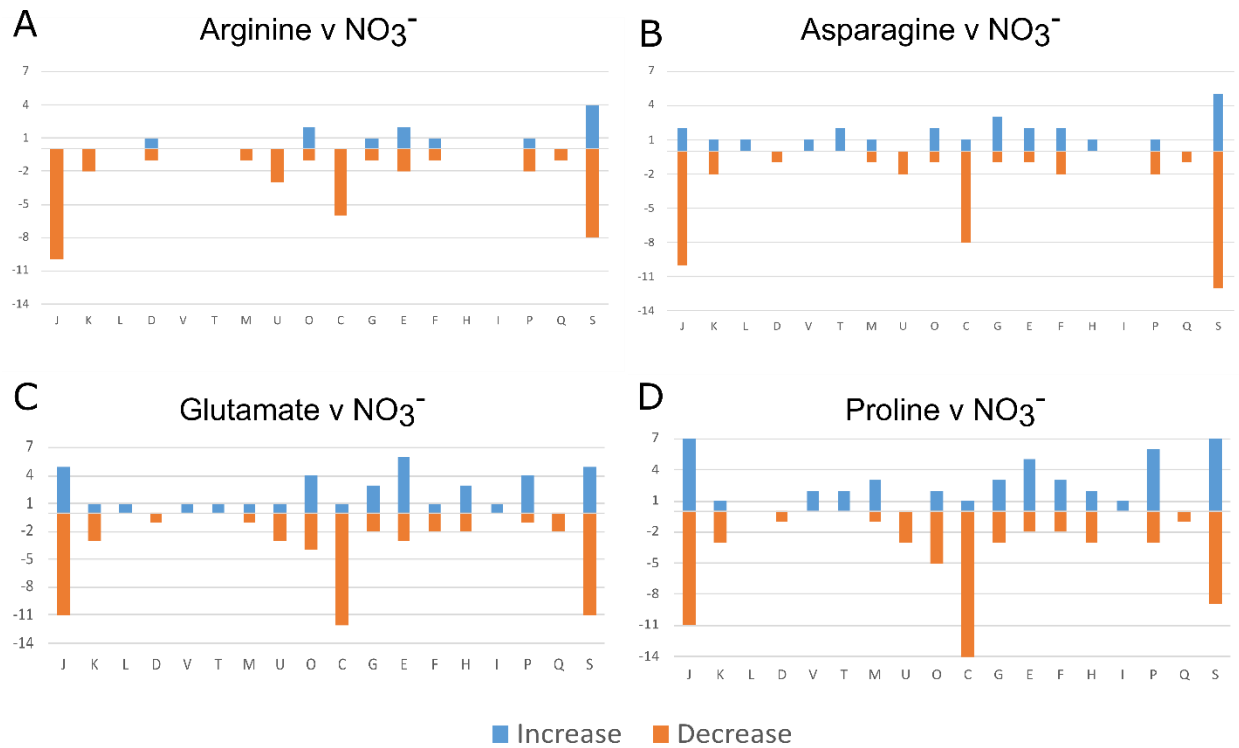 A
Arginine v NO3-
7
4
1
-2
-5
-8
-11
-14
J K L D V T M U O C G E F H I P Q S
B
Asparagine v NO3-
7
4
1
-2
-5
-8
-11
-14
J K L D V T M U O C G E F H I P Q S
C
Glutamate v NO3-
7
4
1
-2
-5
-8
-11
-14
J K L D V T M U O C G E F H I P Q S
D
Proline v NO3-
7
4
1
-2
-5
-8
-11
-14
J K L D V T M U O C G E F H I P Q S
Increase Decrease